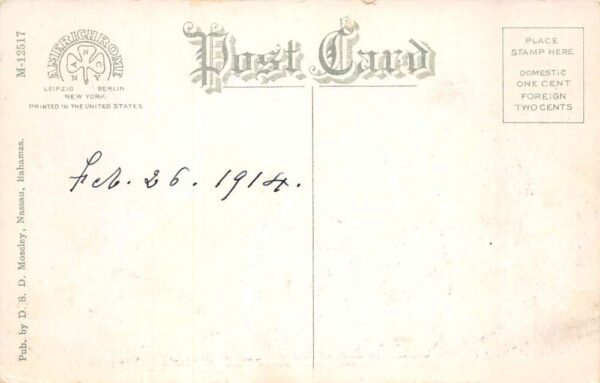 M-12517
AMERICHROME
A N C N
LEIPZIG BERLIN
NEW YORK
PRINTED IN THE UNITED STATES
Post Card
PLACE
STAMP HERE
DOMESTIC
ONE CENT
FOREIGN
TWO CENTS
Feb. 26. 1914.
Pub. by D. S. D. Moseley, Nassau, Bahamas.